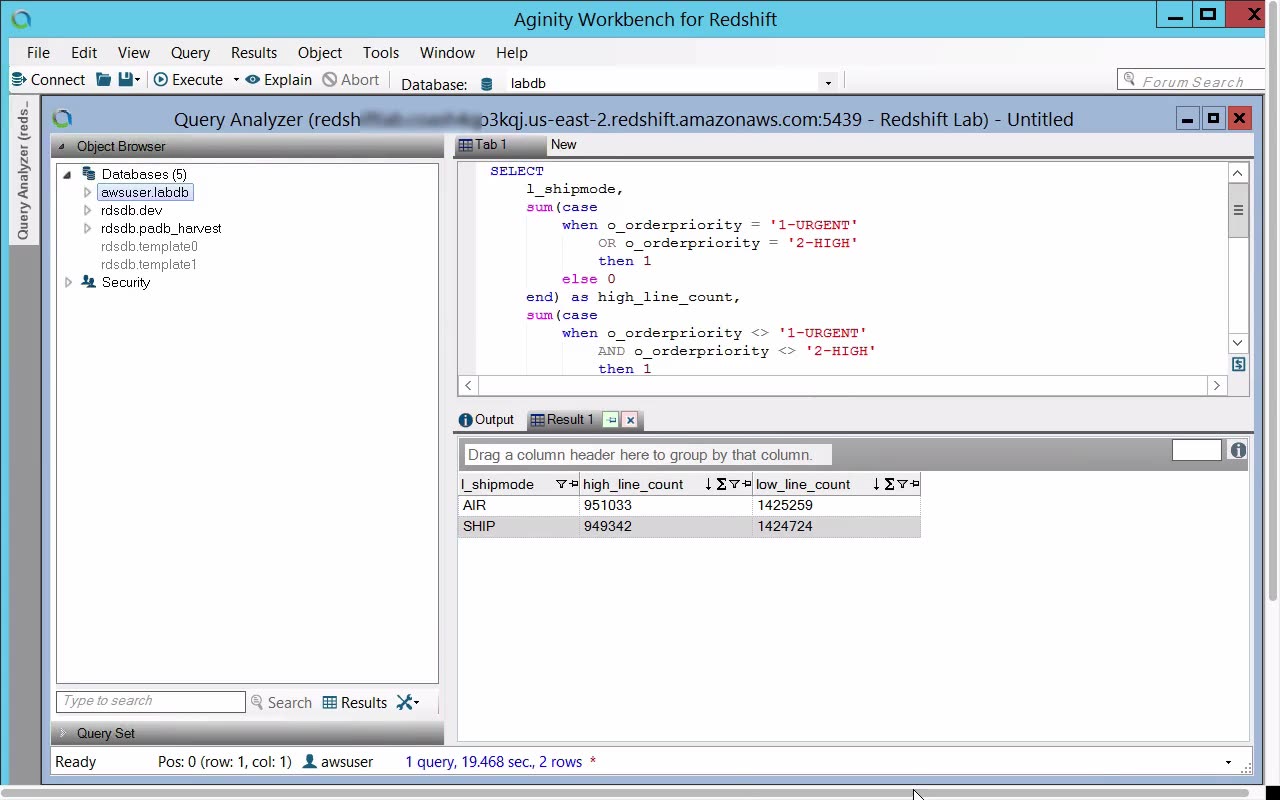 Aginity Workbench for Redshift
File Edit View Query Results Object Tools Window Help
Connect Execute Explain Abort Database: labdb Forum Search
Query Analyzer (reds...
Query Analyzer (redsh p3kqj.us-east-2.redshift.amazonaws.com:5439 - Redshift Lab) - Untitled
Object Browser
Databases (5)
awsuser.labdb
rdsdb.dev
rdsdb.padb_harvest
rdsdb.template0
rdsdb.template1
Security
Type to search Search Results
Query Set
Tab 1 New
SELECT
l_shipmode,
sum(case
when o_orderpriority = '1-URGENT'
OR o_orderpriority = '2-HIGH'
then 1
else 0
end) as high_line_count,
sum(case
when o_orderpriority <> '1-URGENT'
AND o_orderpriority <> '2-HIGH'
then 1
Output Result 1
Drag a column header here to group by that column.
l_shipmode high_line_count low_line_count
AIR 951033 1425259
SHIP 949342 1424724
Ready Pos: 0 (row: 1, col: 1) awsuser 1 query, 19.468 sec., 2 rows *